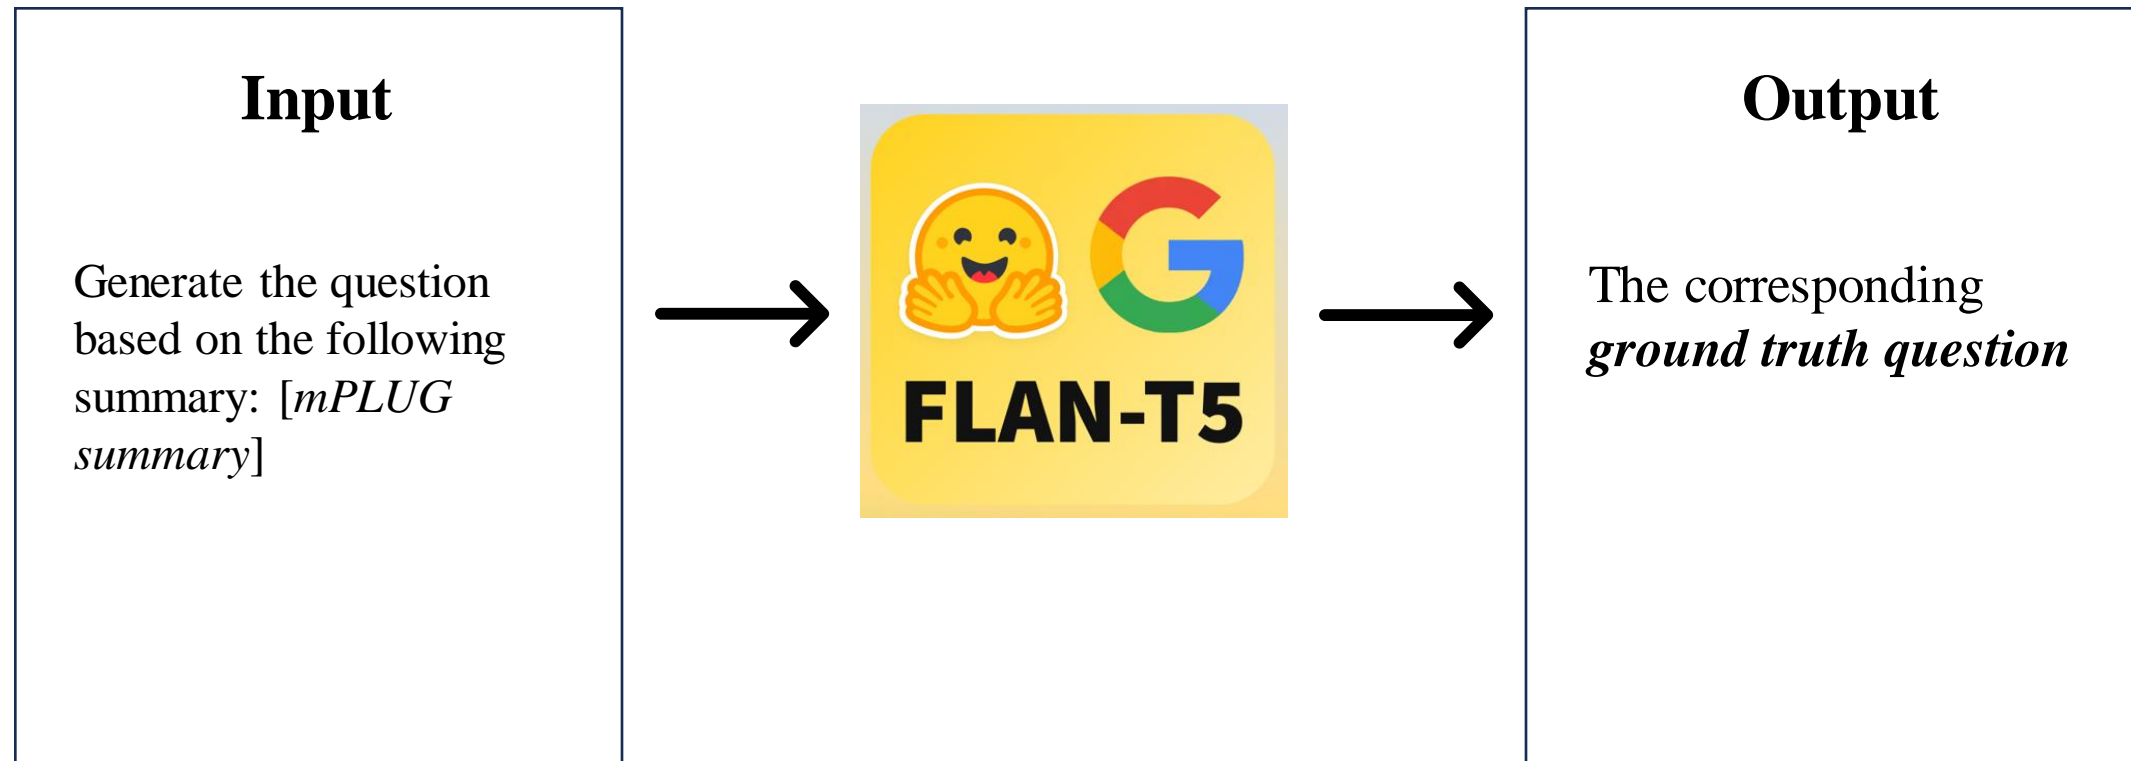 Input
Generate the question
based on the following
summary: [mPLUG
summary]
FLAN-T5
Output
The corresponding
ground truth question